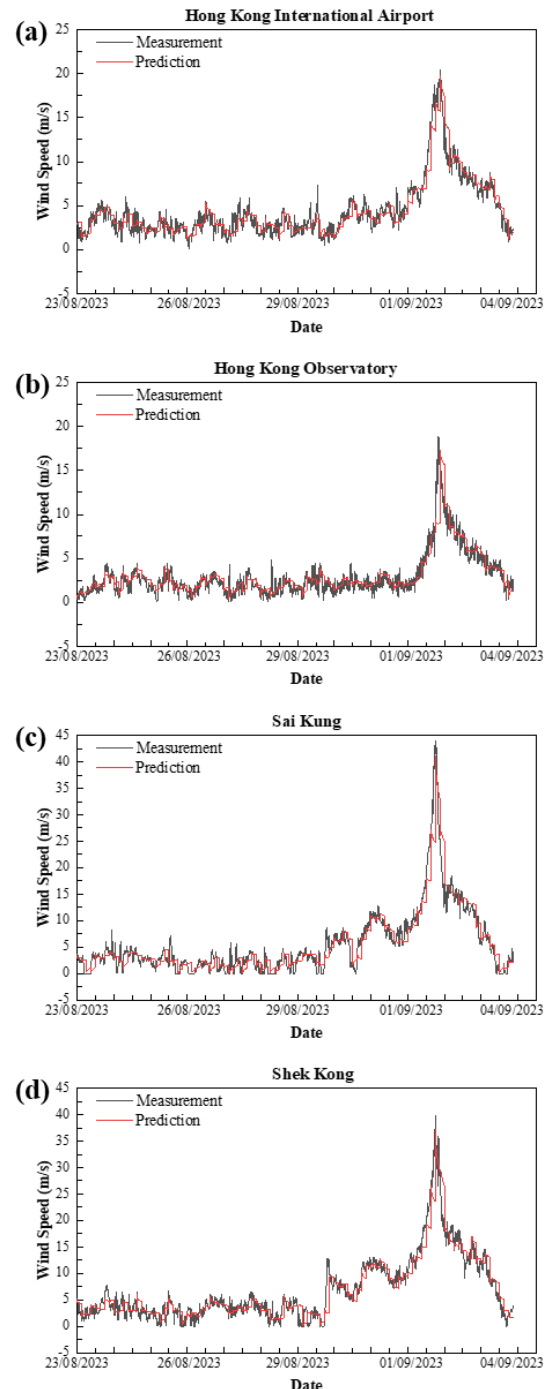 (a)
Hong Kong International Airport
25
Measurement
Prediction
20
15
10
5
0
-5
Wind Speed (m/s)
23/08/2023 26/08/2023 29/08/2023 01/09/2023 04/09/2023
Date
(b)
Hong Kong Observatory
25
Measurement
Prediction
20
15
10
5
0
-5
Wind Speed (m/s)
23/08/2023 26/08/2023 29/08/2023 01/09/2023 04/09/2023
Date
(c)
Sai Kung
45
Measurement
40
Prediction
35
30
25
20
15
10
5
0
-5
Wind Speed (m/s)
23/08/2023 26/08/2023 29/08/2023 01/09/2023 04/09/2023
Date
(d)
Shek Kong
45
Measurement
40
Prediction
35
30
25
20
15
10
5
0
-5
Wind Speed (m/s)
23/08/2023 26/08/2023 29/08/2023 01/09/2023 04/09/2023
Date